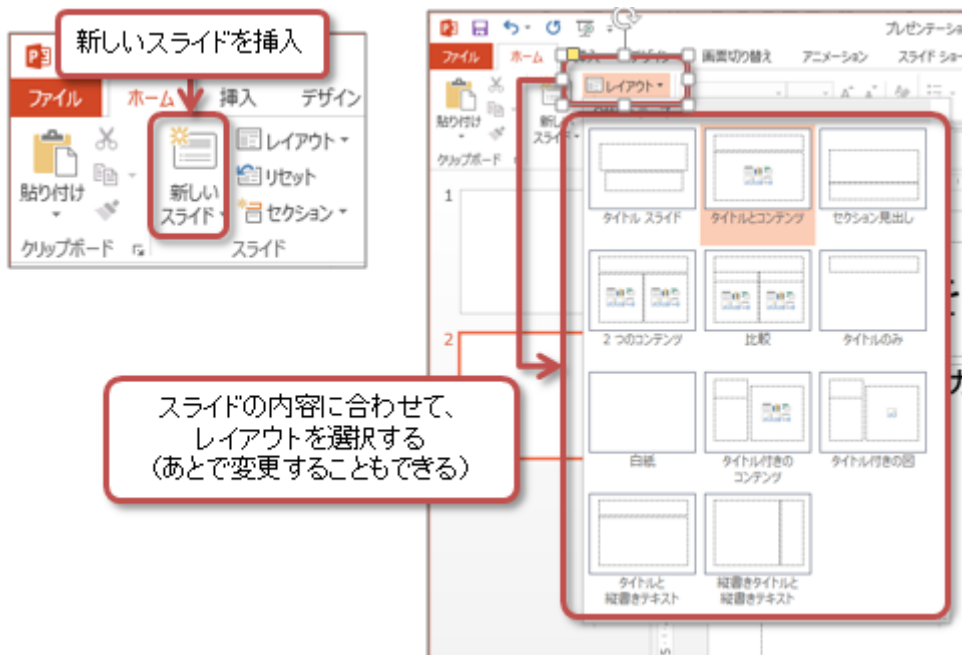 新しいスライドを挿入
ファイル
ホーム
挿入
デザイン
貼り付け
新しい
スライド
レイアウト
リセット
セクション
クリップボード
スライド
プレゼンテーショ
ファイル
ホーム
デザイン
画面切り替え
アニメーション
スライド ショー
貼り付け
レイアウト
クリップボード
1
2
タイトル スライド
タイトルとコンテンツ
セクション見出し
2 つのコンテンツ
比較
タイトルのみ
白紙
タイトル付きの
コンテンツ
タイトル付きの図
タイトルと
縦書きテキスト
縦書きタイトルと
縦書きテキスト
スライドの内容に合わせて、
レイアウトを選択する
（あとで変更することもできる）